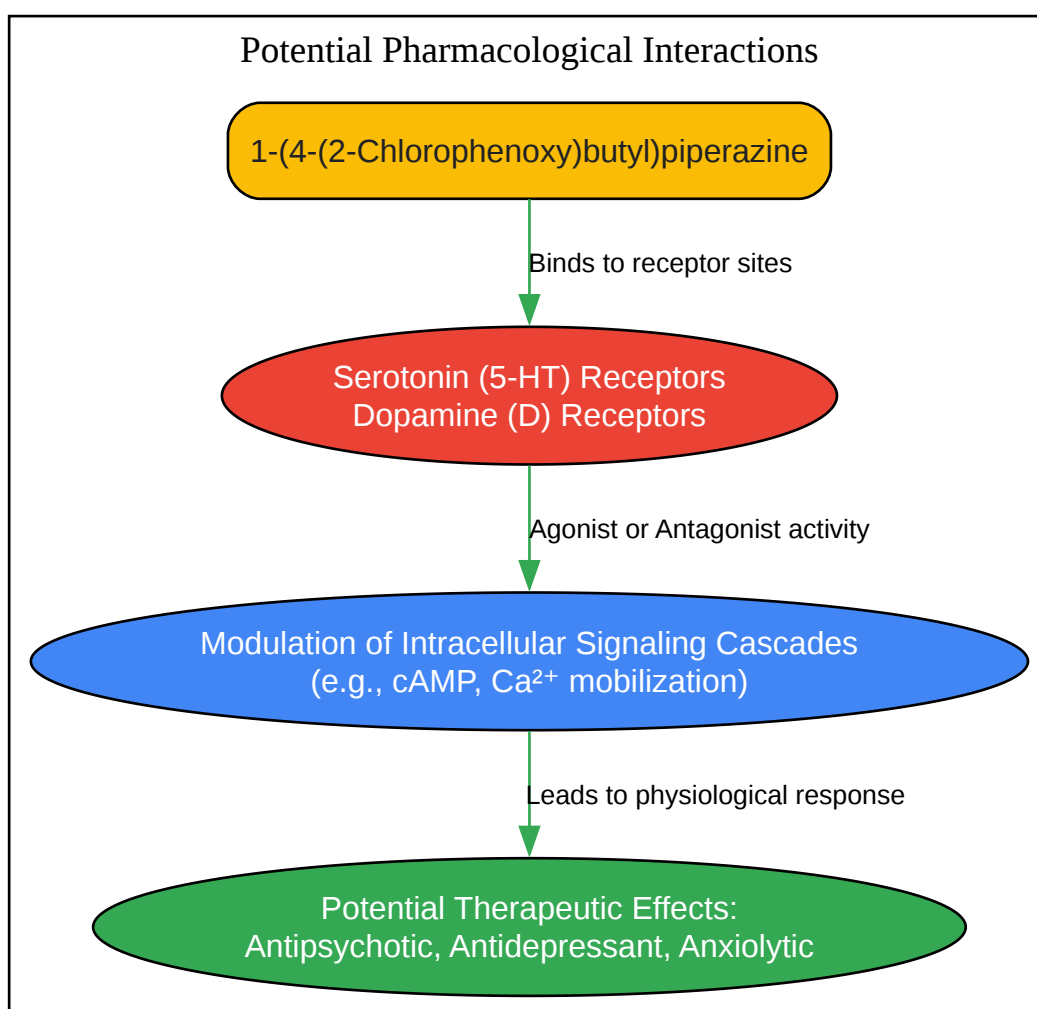 Potential Pharmacological Interactions
1-(4-(2-Chlorophenoxy)butyl)piperazine
Binds to receptor sites
Serotonin (5-HT) Receptors
Dopamine (D) Receptors
Agonist or Antagonist activity
Modulation of Intracellular Signaling Cascades
(e.g., cAMP, Ca²⁺ mobilization)
Leads to physiological response
Potential Therapeutic Effects:
Antipsychotic, Antidepressant, Anxiolytic